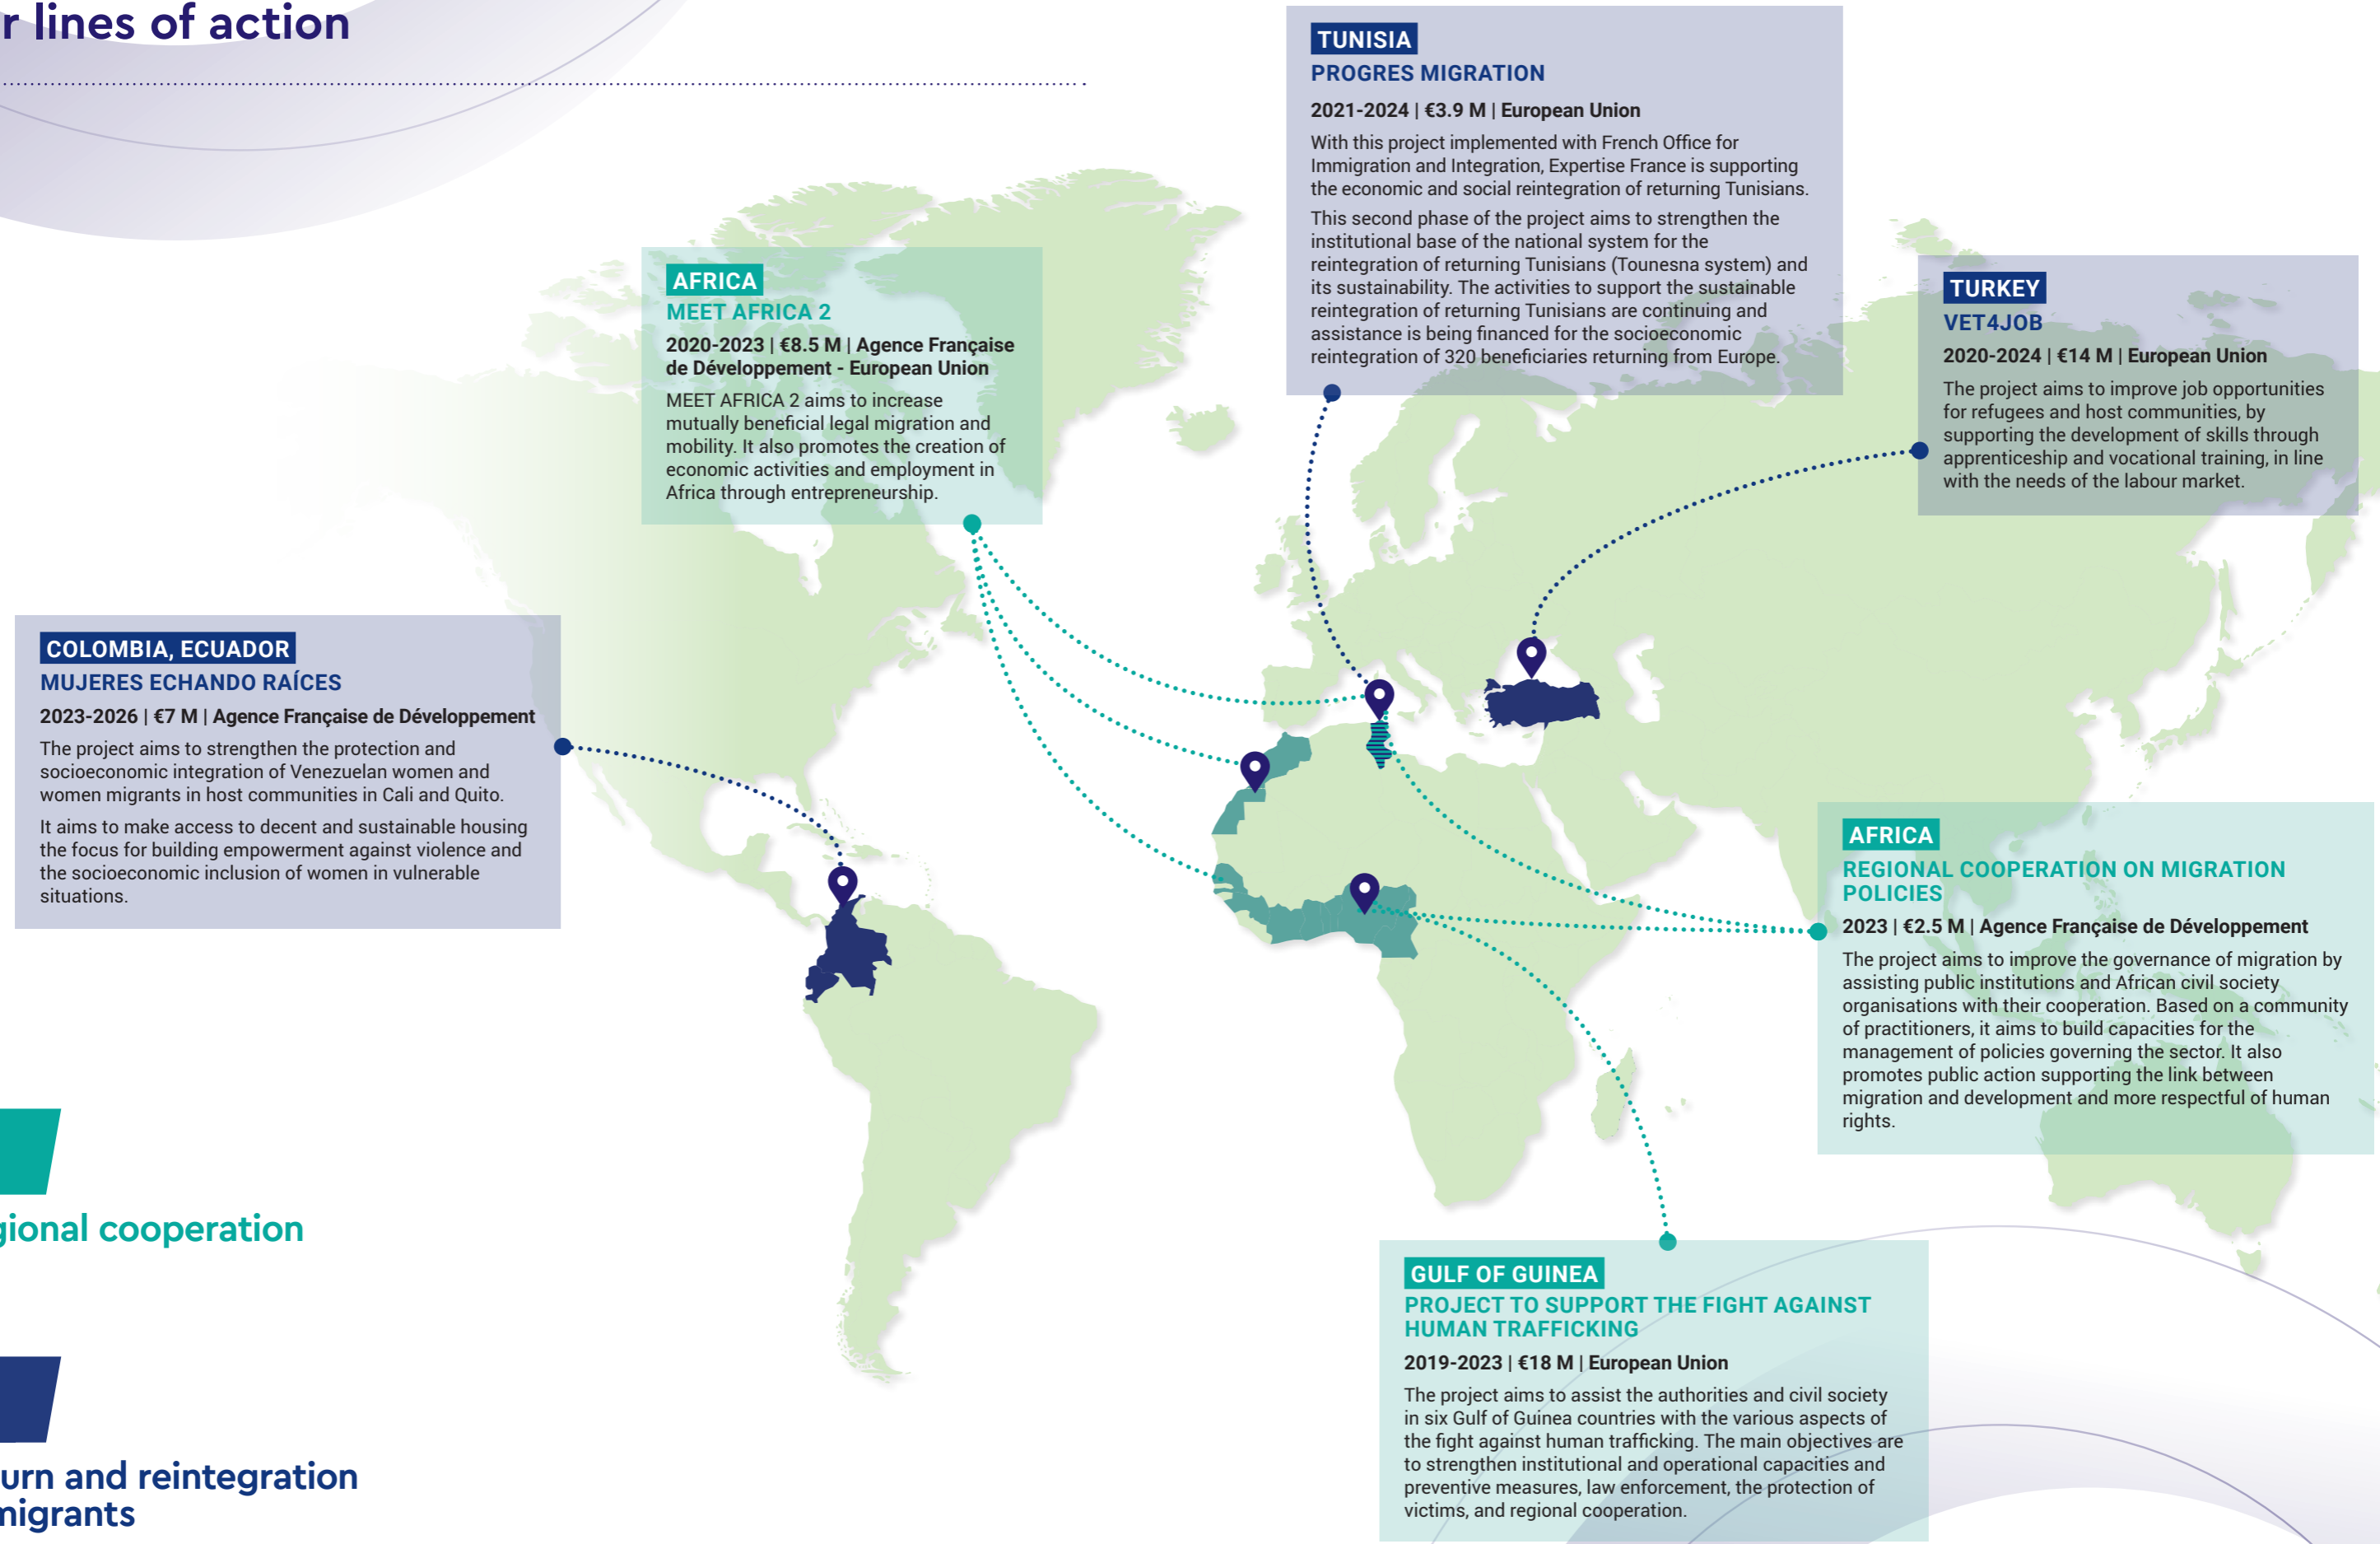 r lines of action
TUNISIA
PROGRES MIGRATION
2021-2024 | €3.9 M | European Union
With this project implemented with French Office for
Immigration and Integration, Expertise France is supporting
the economic and social reintegration of returning Tunisians.
This second phase of the project aims to strengthen the
institutional base of the national system for the
reintegration of returning Tunisians (Tounesna system) and
its sustainability. The activities to support the sustainable
reintegration of returning Tunisians are continuing and
assistance is being financed for the socioeconomic
reintegration of 320 beneficiaries returning from Europe.
AFRICA
MEET AFRICA 2
2020-2023 | €8.5 M | Agence Française
de Développement - European Union
MEET AFRICA 2 aims to increase
mutually beneficial legal migration and
mobility. It also promotes the creation of
economic activities and employment in
Africa through entrepreneurship.
TURKEY
VET4JOB
2020-2024 | €14 M | European Union
The project aims to improve job opportunities
for refugees and host communities, by
supporting the development of skills through
apprenticeship and vocational training, in line
with the needs of the labour market.
COLOMBIA, ECUADOR
MUJERES ECHANDO RAÍCES
2023-2026 | €7 M | Agence Française de Développement
The project aims to strengthen the protection and
socioeconomic integration of Venezuelan women and
women migrants in host communities in Cali and Quito.
It aims to make access to decent and sustainable housing
the focus for building empowerment against violence and
the socioeconomic inclusion of women in vulnerable
situations.
AFRICA
REGIONAL COOPERATION ON MIGRATION
POLICIES
2023 | €2.5 M | Agence Française de Développement
The project aims to improve the governance of migration by
assisting public institutions and African civil society
organisations with their cooperation. Based on a community
of practitioners, it aims to build capacities for the
management of policies governing the sector. It also
promotes public action supporting the link between
migration and development and more respectful of human
rights.
gional cooperation
GULF OF GUINEA
PROJECT TO SUPPORT THE FIGHT AGAINST
HUMAN TRAFFICKING
2019-2023 | €18 M | European Union
The project aims to assist the authorities and civil society
in six Gulf of Guinea countries with the various aspects of
the fight against human trafficking. The main objectives are
to strengthen institutional and operational capacities and
preventive measures, law enforcement, the protection of
victims, and regional cooperation.
urn and reintegration
migrants